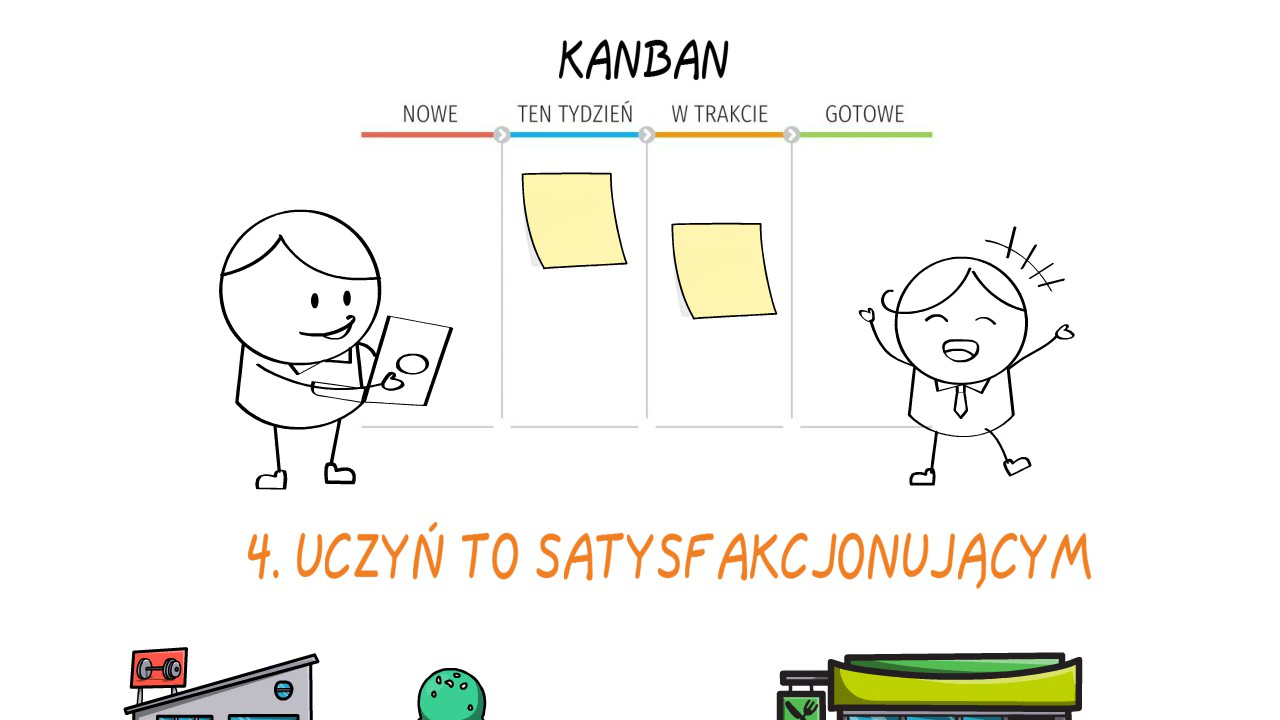 KANBAN
NOWE TEN TYDZIEŃ W TRAKCIE GOTOWE
4. UCZYŃ TO SATYSFAKCJONUJĄCYM